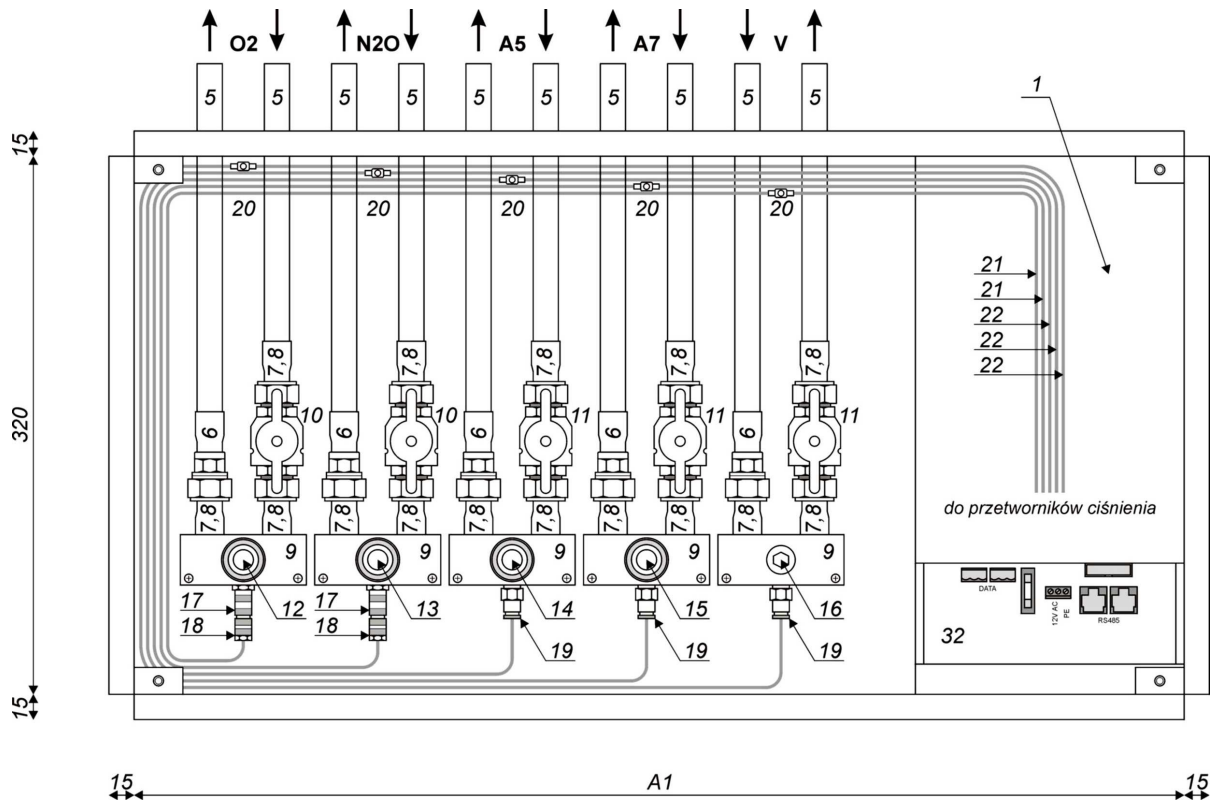 O2 N2O A5 A7 V
5 5 5 5 5 5 5 5 5 5
1
15
20 20 20 20 20
21
21
22
22
22
320
7,8 7,8 7,8 7,8 7,8
10 10 11 11 11
6 6 6 6 6
7,8 7,8 7,8 7,8 7,8 7,8 7,8 7,8 7,8 7,8
do przetworników ciśnienia
9 9 9 9 9
17 12 17 13 14 15 16
18 18 19 19 19
DATA
12V AC
PE
RS485
32
15
15 A1 15